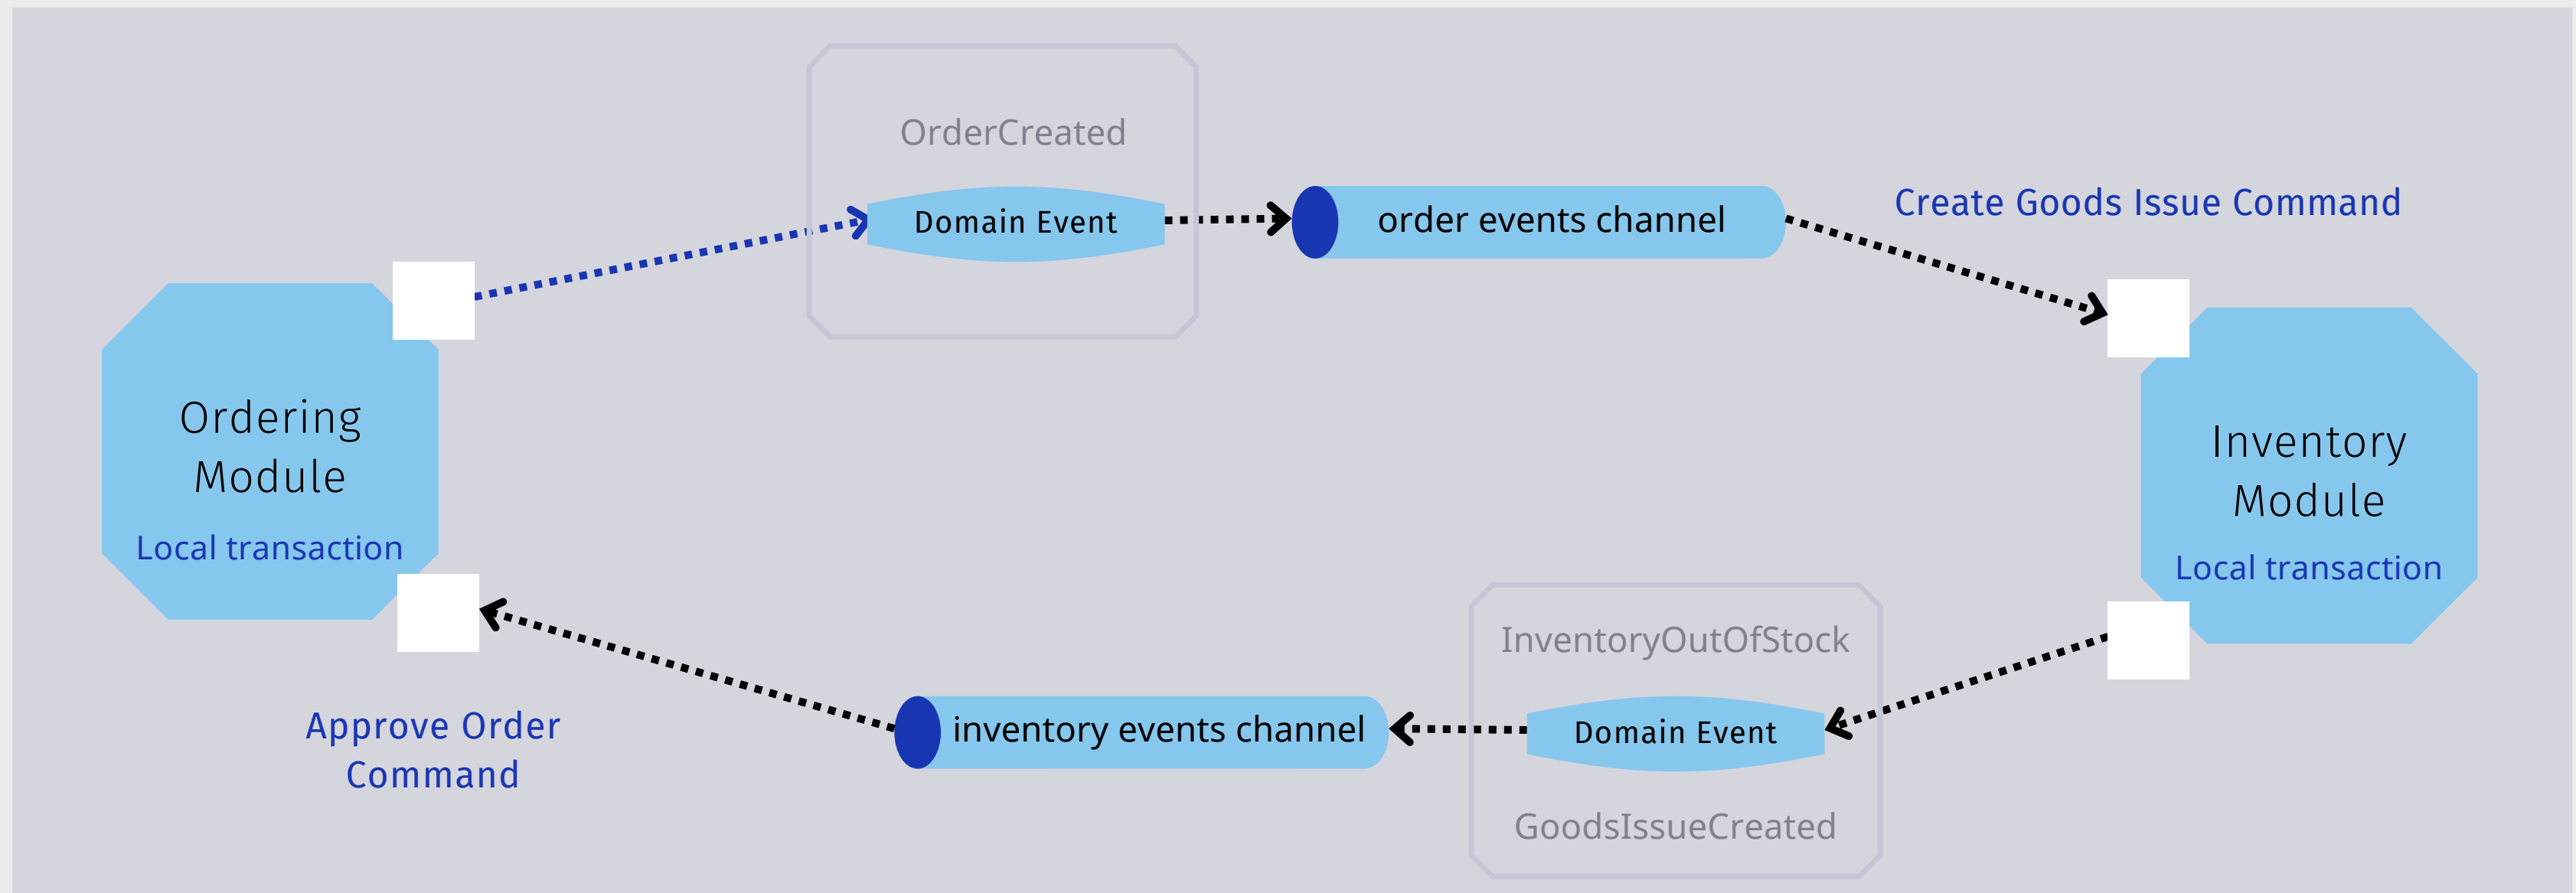 OrderCreated
Domain Event
order events channel
Create Goods Issue Command
Ordering
Module
Local transaction
Inventory
Module
Local transaction
Approve Order
Command
inventory events channel
InventoryOutOfStock
Domain Event
GoodsIssueCreated